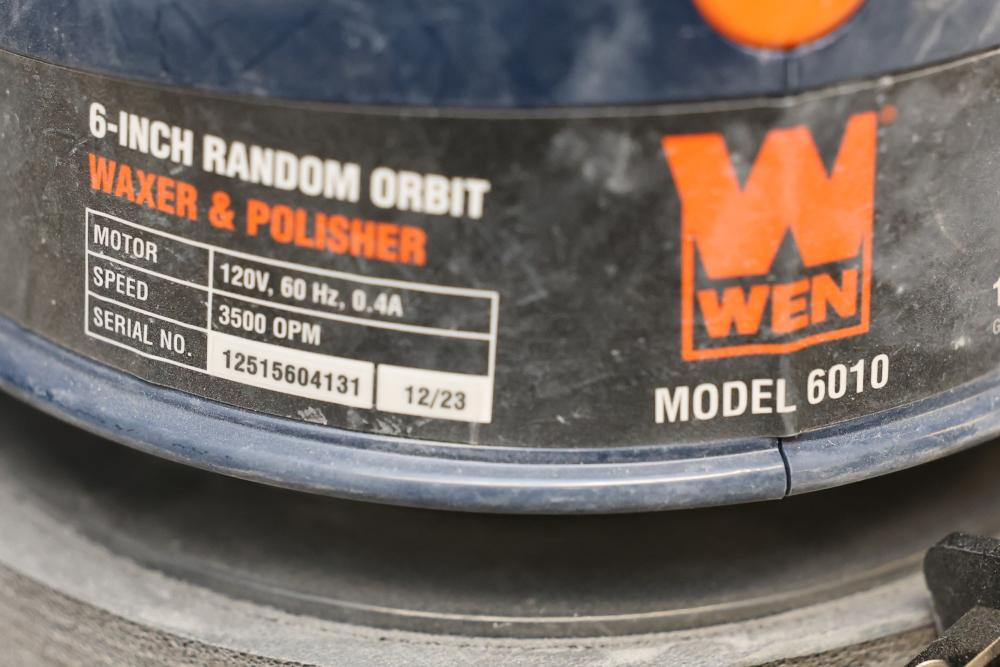 6-INCH RANDOM ORBIT
WAXER & POLISHER
MOTOR 120V, 60 Hz, 0.4A
SPEED 3500 OPM
SERIAL NO. 12515604131 12/23
W®
WEN
MODEL 6010